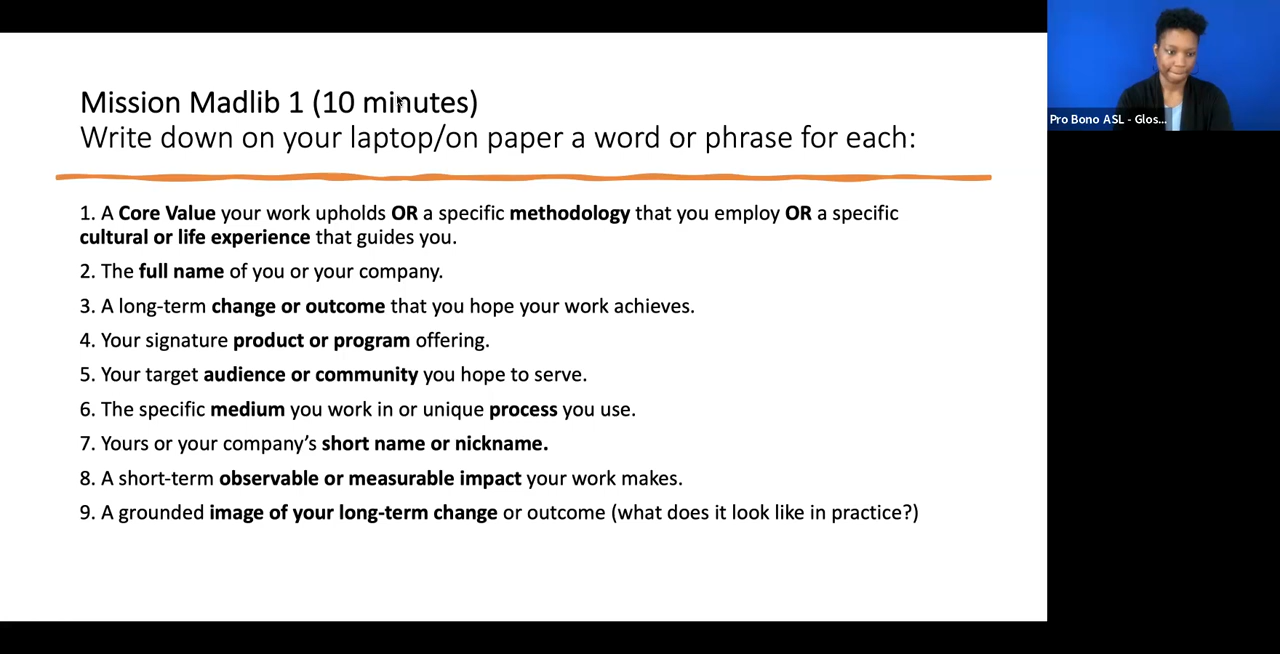 Mission Madlib 1 (10 minutes)
Write down on your laptop/on paper a word or phrase for each:
1. A Core Value your work upholds OR a specific methodology that you employ OR a specific
cultural or life experience that guides you.
2. The full name of you or your company.
3. A long-term change or outcome that you hope your work achieves.
4. Your signature product or program offering.
5. Your target audience or community you hope to serve.
6. The specific medium you work in or unique process you use.
7. Yours or your company’s short name or nickname.
8. A short-term observable or measurable impact your work makes.
9. A grounded image of your long-term change or outcome (what does it look like in practice?)
Pro Bono ASL - Glos...